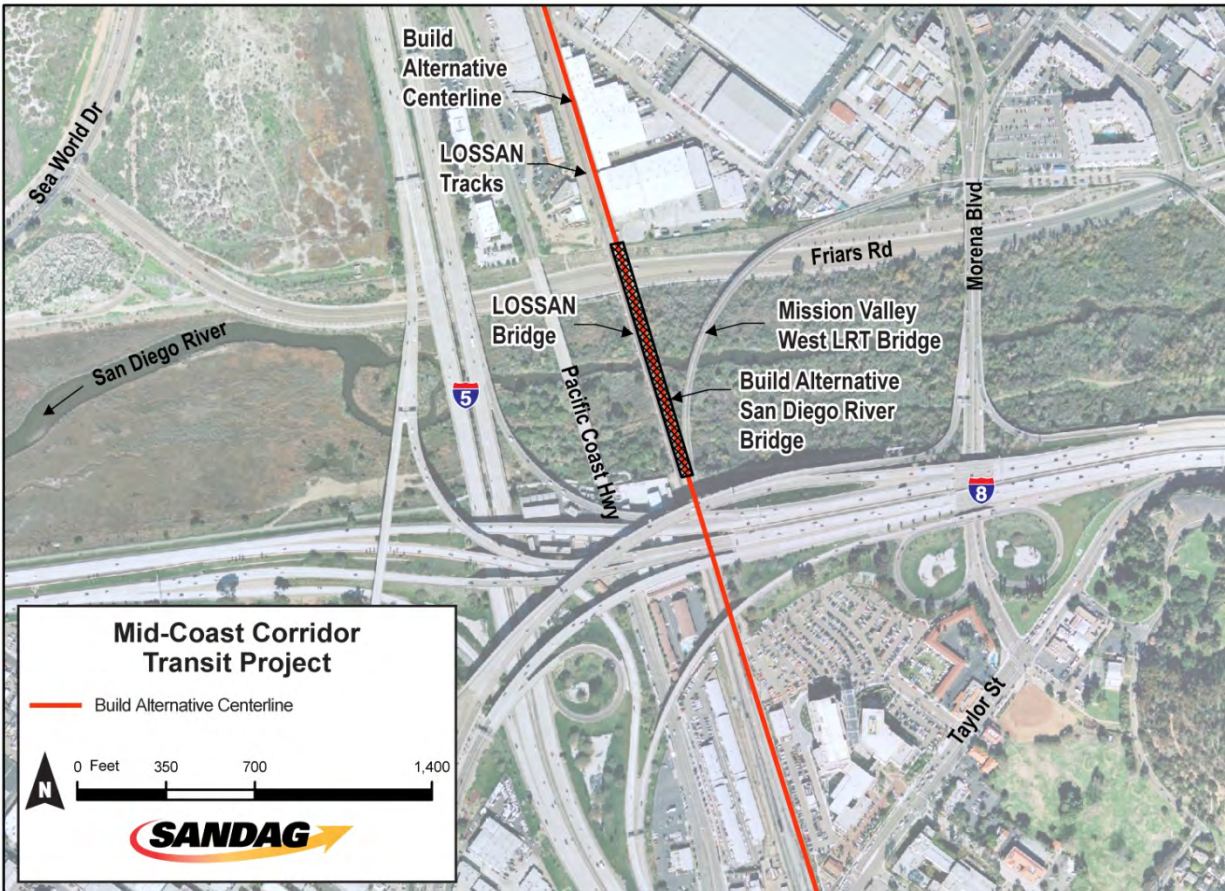 Build
Alternative
Centerline
LOSSAN
Tracks
Sea World Dr
Morena Blvd
Friars Rd
LOSSAN
Bridge
Mission Valley
West LRT Bridge
San Diego River
5
Pacific Coast Hwy
Build Alternative
San Diego River
Bridge
8
Taylor St
Mid-Coast Corridor
Transit Project
Build Alternative Centerline
0 Feet 350 700 1,400
N
SANDAG